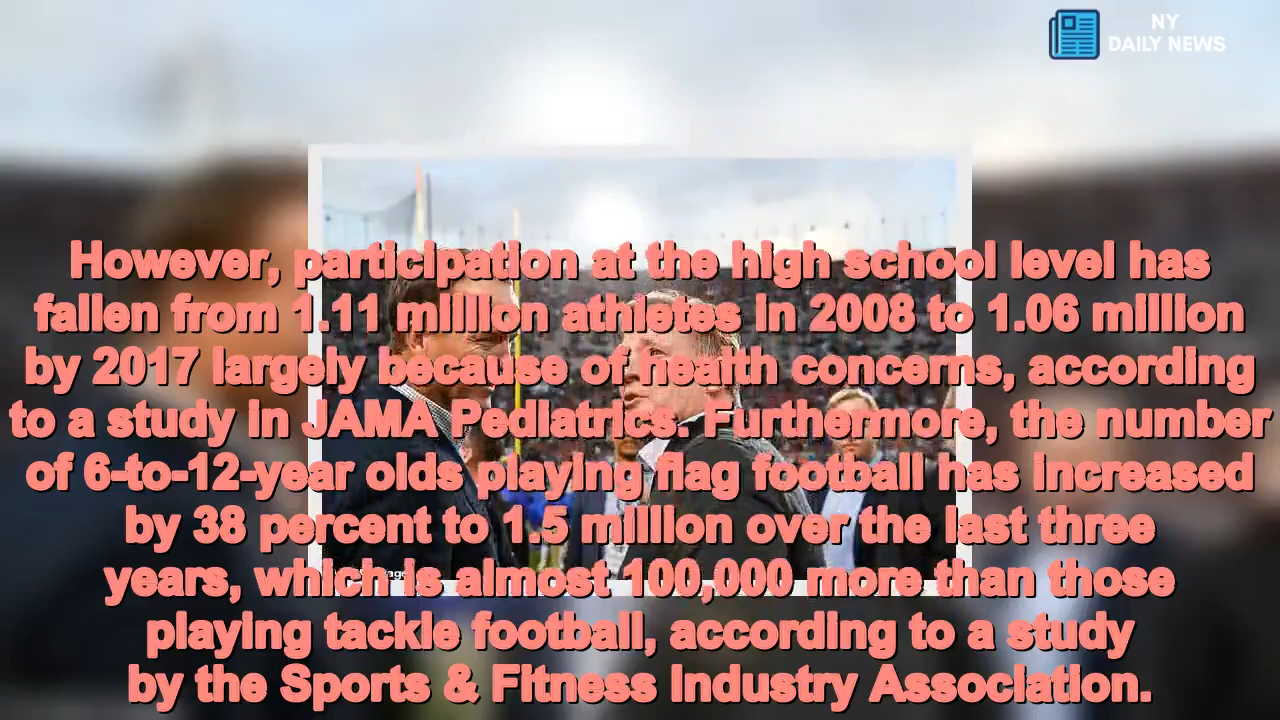 NY
DAILY NEWS
However, participation at the high school level has
fallen from 1.11 million athletes in 2008 to 1.06 million
by 2017 largely because of health concerns, according
to a study in JAMA Pediatrics. Furthermore, the number
of 6-to-12-year olds playing flag football has increased
by 38 percent to 1.5 million over the last three
years, which is almost 100,000 more than those
playing tackle football, according to a study
by the Sports & Fitness Industry Association.